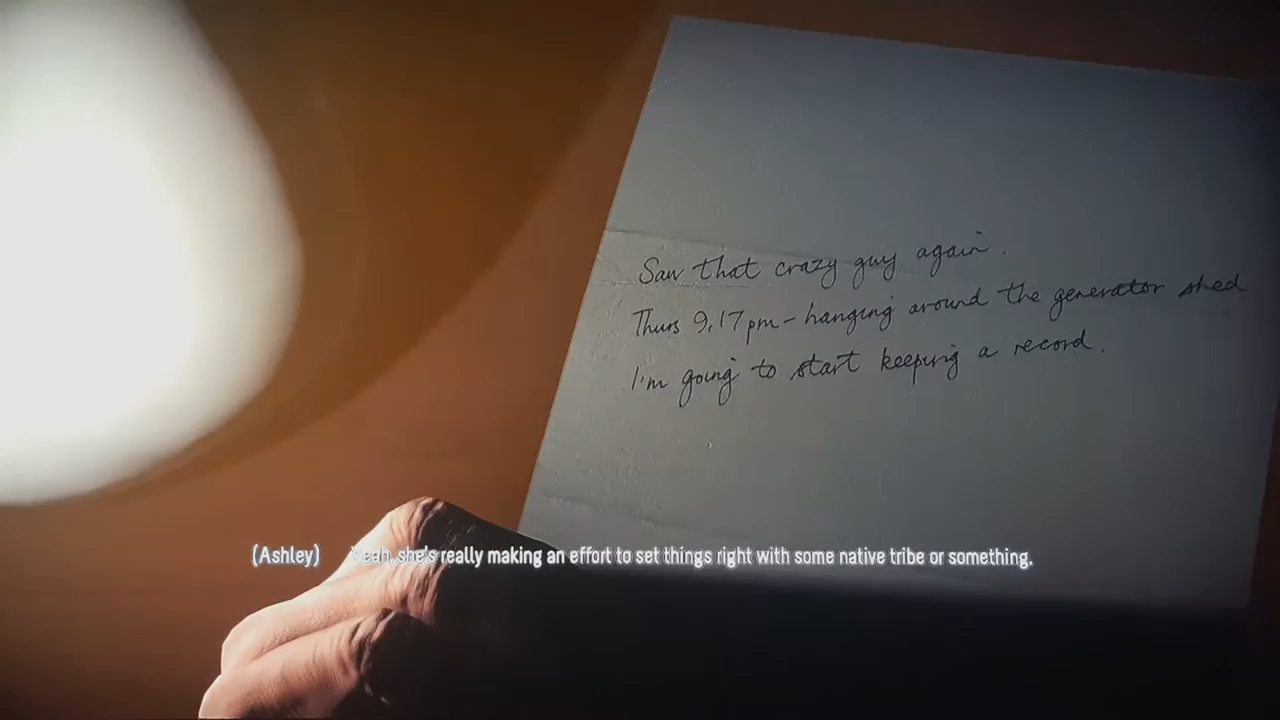 Saw that crazy guy again.
Thurs 9.17pm – hanging around the generator shed
I'm going to start keeping a record.
(Ashley) Yeah, she's really making an effort to set things right with some native tribe or something.